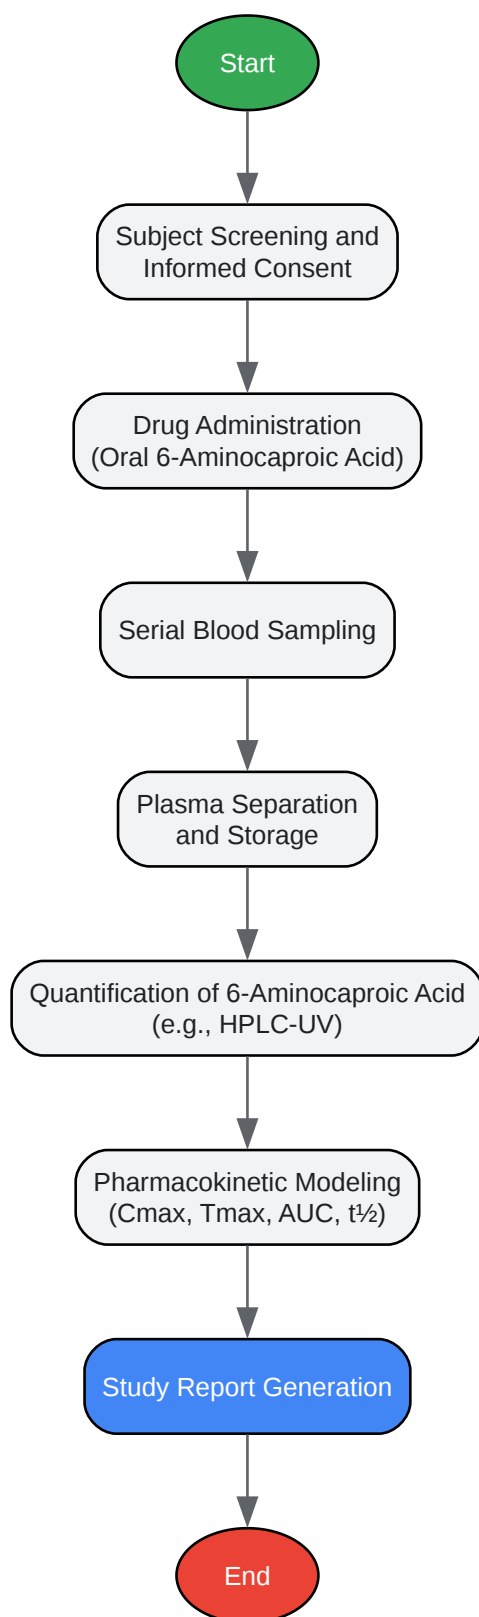 Start
Subject Screening and
Informed Consent
Drug Administration
(Oral 6-Aminocaproic Acid)
Serial Blood Sampling
Plasma Separation
and Storage
Quantification of 6-Aminocaproic Acid
(e.g., HPLC-UV)
Pharmacokinetic Modeling
(Cmax, Tmax, AUC, t½)
Study Report Generation
End